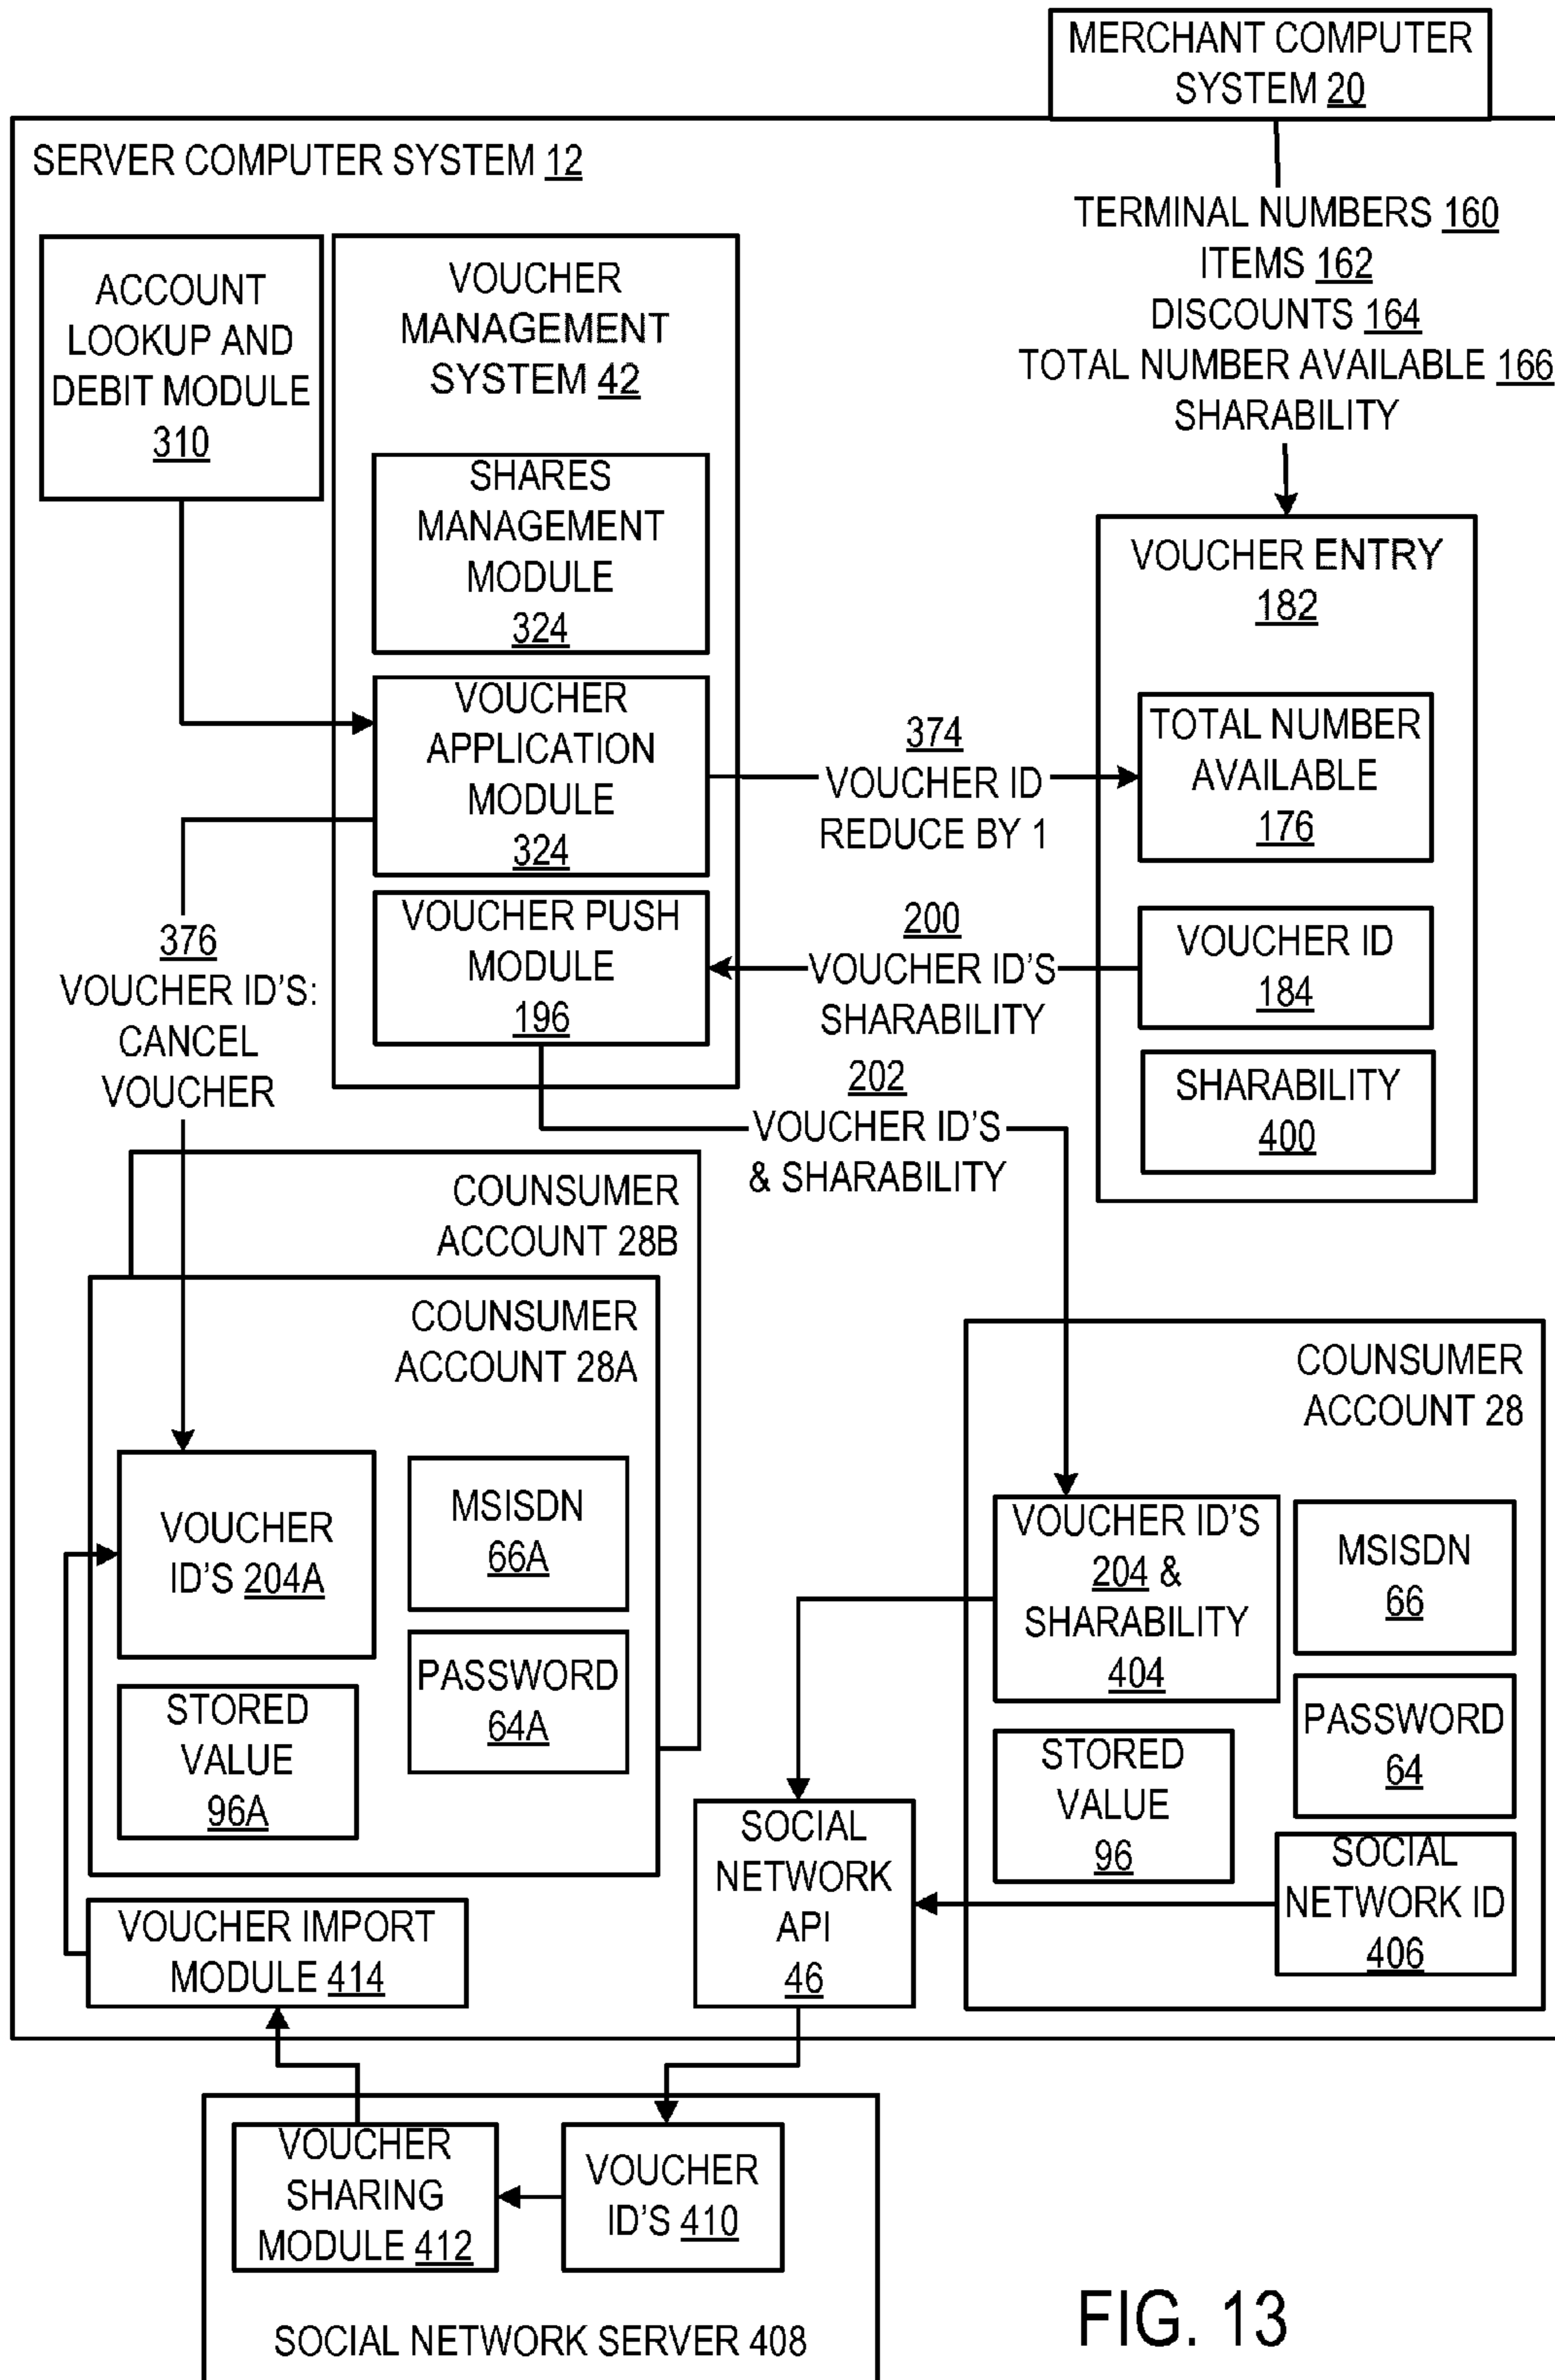 MERCHANT COMPUTER
SYSTEM 20
SERVER COMPUTER SYSTEM 12
TERMINAL NUMBERS 160
ITEMS 162
DISCOUNTS 164
TOTAL NUMBER AVAILABLE 166
SHARABILITY
ACCOUNT
LOOKUP AND
DEBIT MODULE
310
VOUCHER
MANAGEMENT
SYSTEM 42
SHARES
MANAGEMENT
MODULE
324
VOUCHER
APPLICATION
MODULE
324
VOUCHER PUSH
MODULE
196
374
VOUCHER ID
REDUCE BY 1
200
VOUCHER ID'S
SHARABILITY
202
VOUCHER ID'S
& SHARABILITY
VOUCHER ENTRY
182
TOTAL NUMBER
AVAILABLE
176
VOUCHER ID
184
SHARABILITY
400
376
VOUCHER ID'S:
CANCEL
VOUCHER
COUNSUMER
ACCOUNT 28B
COUNSUMER
ACCOUNT 28A
VOUCHER
ID'S 204A
MSISDN
66A
PASSWORD
64A
STORED
VALUE
96A
COUNSUMER
ACCOUNT 28
VOUCHER ID'S
204 &
SHARABILITY
404
MSISDN
66
PASSWORD
64
STORED
VALUE
96
SOCIAL
NETWORK ID
406
SOCIAL
NETWORK
API
46
VOUCHER IMPORT
MODULE 414
VOUCHER
SHARING
MODULE 412
VOUCHER
ID'S 410
SOCIAL NETWORK SERVER 408
FIG. 13